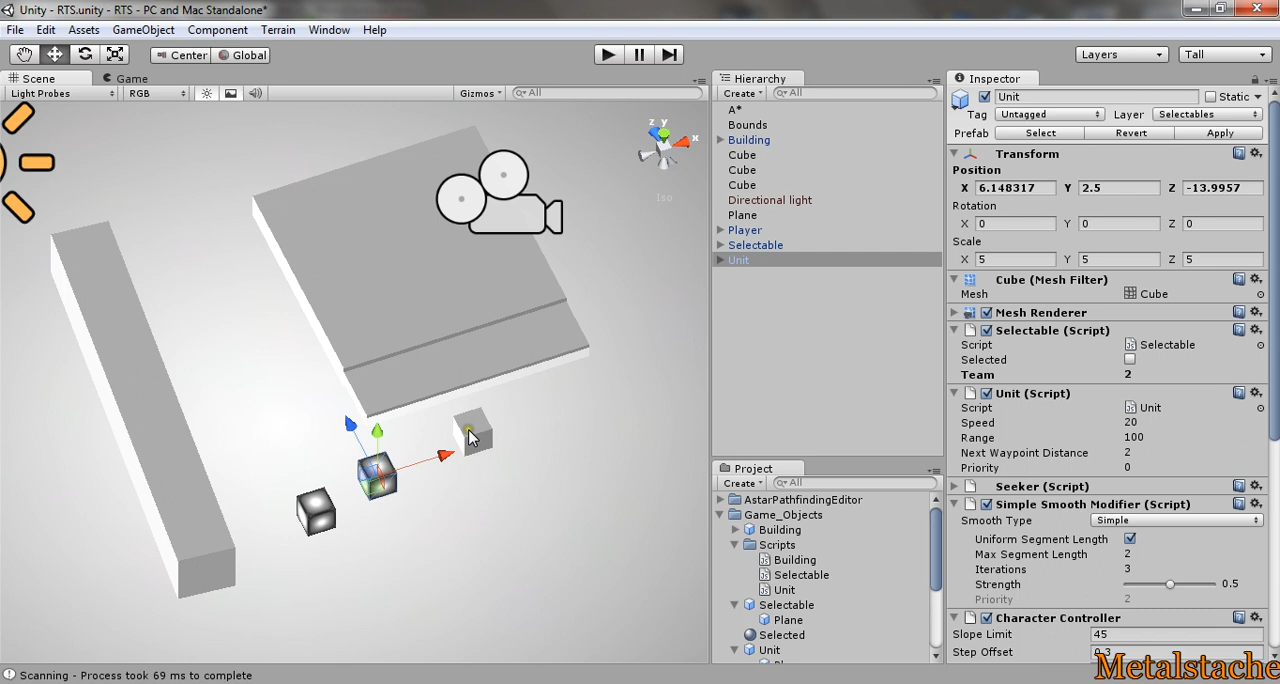 Unity - RTS.unity - RTS - PC and Mac Standalone*
File Edit Assets GameObject Component Terrain Window Help
Center Global Layers Tall
Scene Game
Light Probes RGB Gizmos All
z y
x
Iso
Hierarchy
Create All
A*
Bounds
Building
Cube
Cube
Cube
Directional light
Plane
Player
Selectable
Unit
Project
Create All
AstarPathfindingEditor
Game_Objects
Building
Scripts
Building
Selectable
Unit
Selectable
Plane
Selected
Unit
Inspector
Unit Static
Tag Untagged Layer Selectables
Prefab Select Revert Apply
Transform
Position
X 6.148317 Y 2.5 Z -13.9957
Rotation
X 0 Y 0 Z 0
Scale
X 5 Y 5 Z 5
Cube (Mesh Filter)
Mesh Cube
Mesh Renderer
Selectable (Script)
Script Selectable
Selected
Team 2
Unit (Script)
Script Unit
Speed 20
Range 100
Next Waypoint Distance 2
Priority 0
Seeker (Script)
Simple Smooth Modifier (Script)
Smooth Type Simple
Uniform Segment Length
Max Segment Length 2
Iterations 3
Strength 0.5
Priority 2
Character Controller
Slope Limit 45
Step Offset 0.3
Scanning - Process took 69 ms to complete
Metalstache